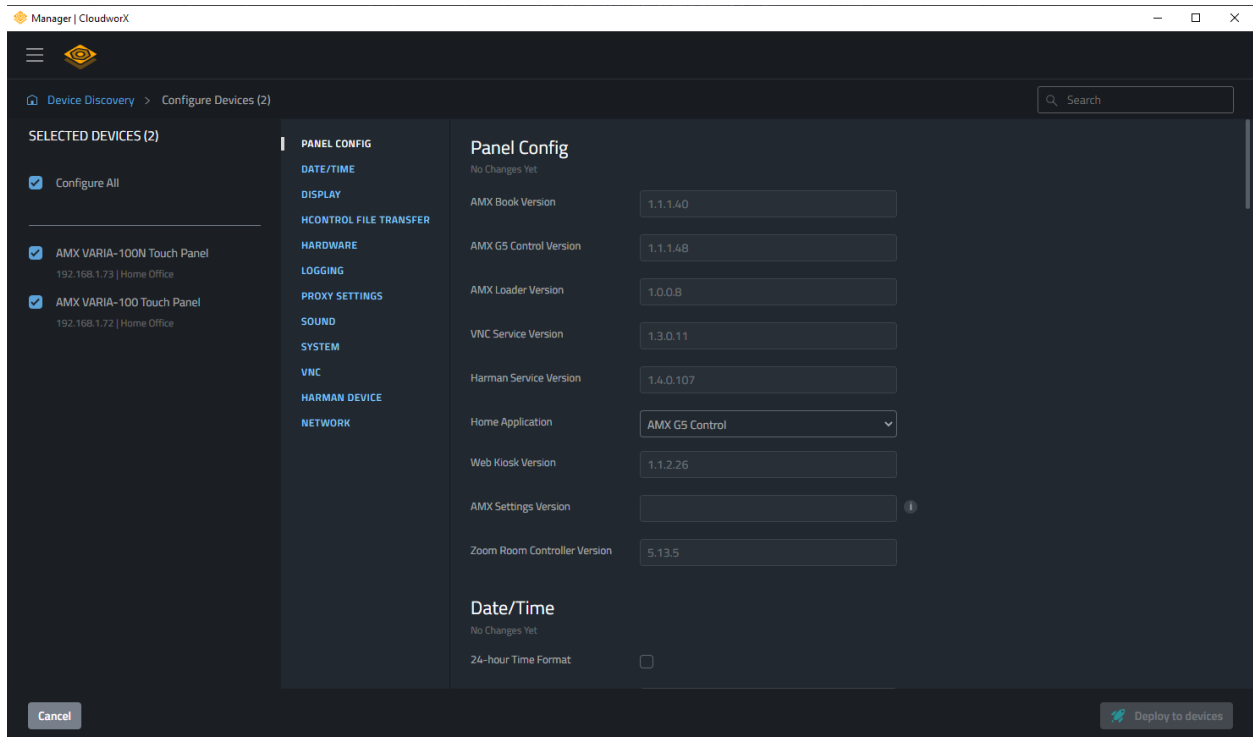 Manager | CloudworX
Device Discovery > Configure Devices (2)
Search
SELECTED DEVICES (2)
Configure All
AMX VARIA-100N Touch Panel
192.168.1.73 | Home Office
AMX VARIA-100 Touch Panel
192.168.1.72 | Home Office
PANEL CONFIG
DATE/TIME
DISPLAY
HCONTROL FILE TRANSFER
HARDWARE
LOGGING
PROXY SETTINGS
SOUND
SYSTEM
VNC
HARMAN DEVICE
NETWORK
Panel Config
No Changes Yet
AMX Book Version 1.1.1.40
AMX G5 Control Version 1.1.1.48
AMX Loader Version 1.0.0.8
VNC Service Version 1.3.0.11
Harman Service Version 1.4.0.107
Home Application AMX G5 Control
Web Kiosk Version 1.1.2.26
AMX Settings Version
Zoom Room Controller Version 5.13.5
Date/Time
No Changes Yet
24-hour Time Format
Cancel
Deploy to devices